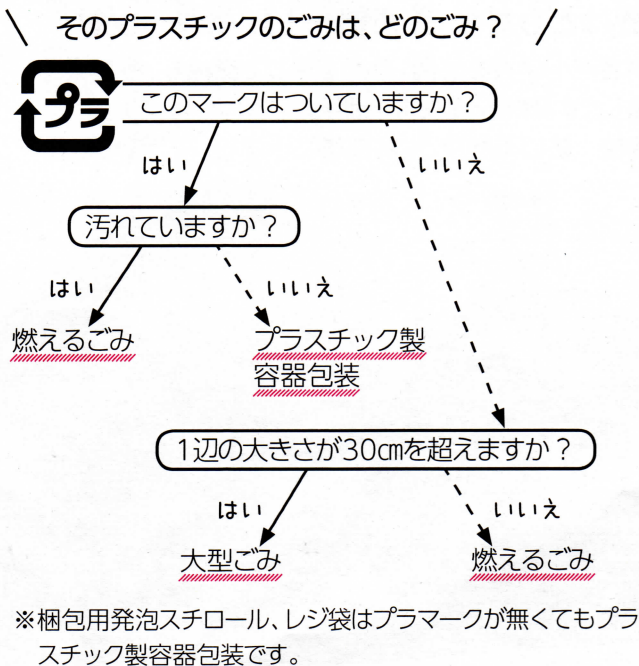 そのプラスチックのごみは、どのごみ？
プラ
このマークはついていますか？
はい
いいえ
汚れていますか？
はい
いいえ
燃えるごみ
プラスチック製
容器包装
1辺の大きさが30㎝を超えますか？
はい
いいえ
大型ごみ
燃えるごみ
※梱包用発泡スチロール、レジ袋はプラマークが無くてもプラ
スチック製容器包装です。